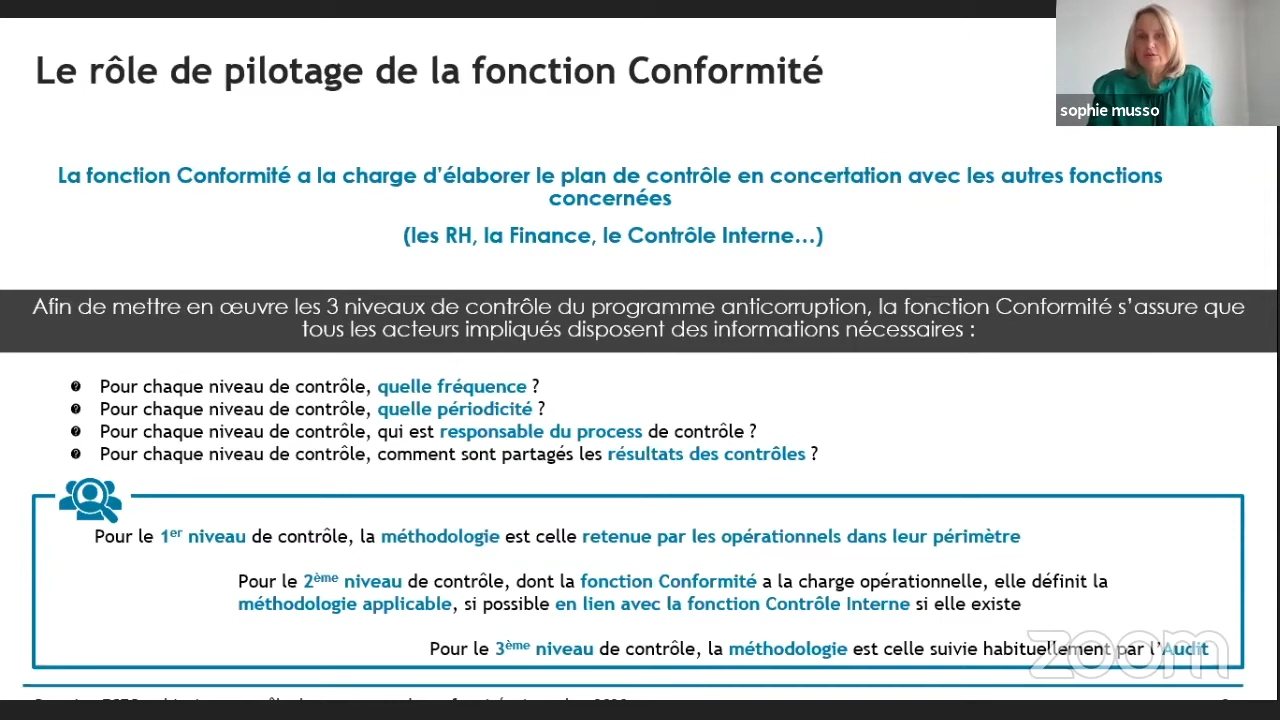 Le rôle de pilotage de la fonction Conformité
sophie musso
La fonction Conformité a la charge d'élaborer le plan de contrôle en concertation avec les autres fonctions
concernées
(les RH, la Finance, le Contrôle Interne…)
Afin de mettre en œuvre les 3 niveaux de contrôle du programme anticorruption, la fonction Conformité s'assure que
tous les acteurs impliqués disposent des informations nécessaires :
Pour chaque niveau de contrôle, quelle fréquence ?
Pour chaque niveau de contrôle, quelle périodicité ?
Pour chaque niveau de contrôle, qui est responsable du process de contrôle ?
Pour chaque niveau de contrôle, comment sont partagés les résultats des contrôles ?
Pour le 1er niveau de contrôle, la méthodologie est celle retenue par les opérationnels dans leur périmètre
Pour le 2ème niveau de contrôle, dont la fonction Conformité a la charge opérationnelle, elle définit la
méthodologie applicable, si possible en lien avec la fonction Contrôle Interne si elle existe
Pour le 3ème niveau de contrôle, la méthodologie est celle suivie habituellement par l'Audit
zoom